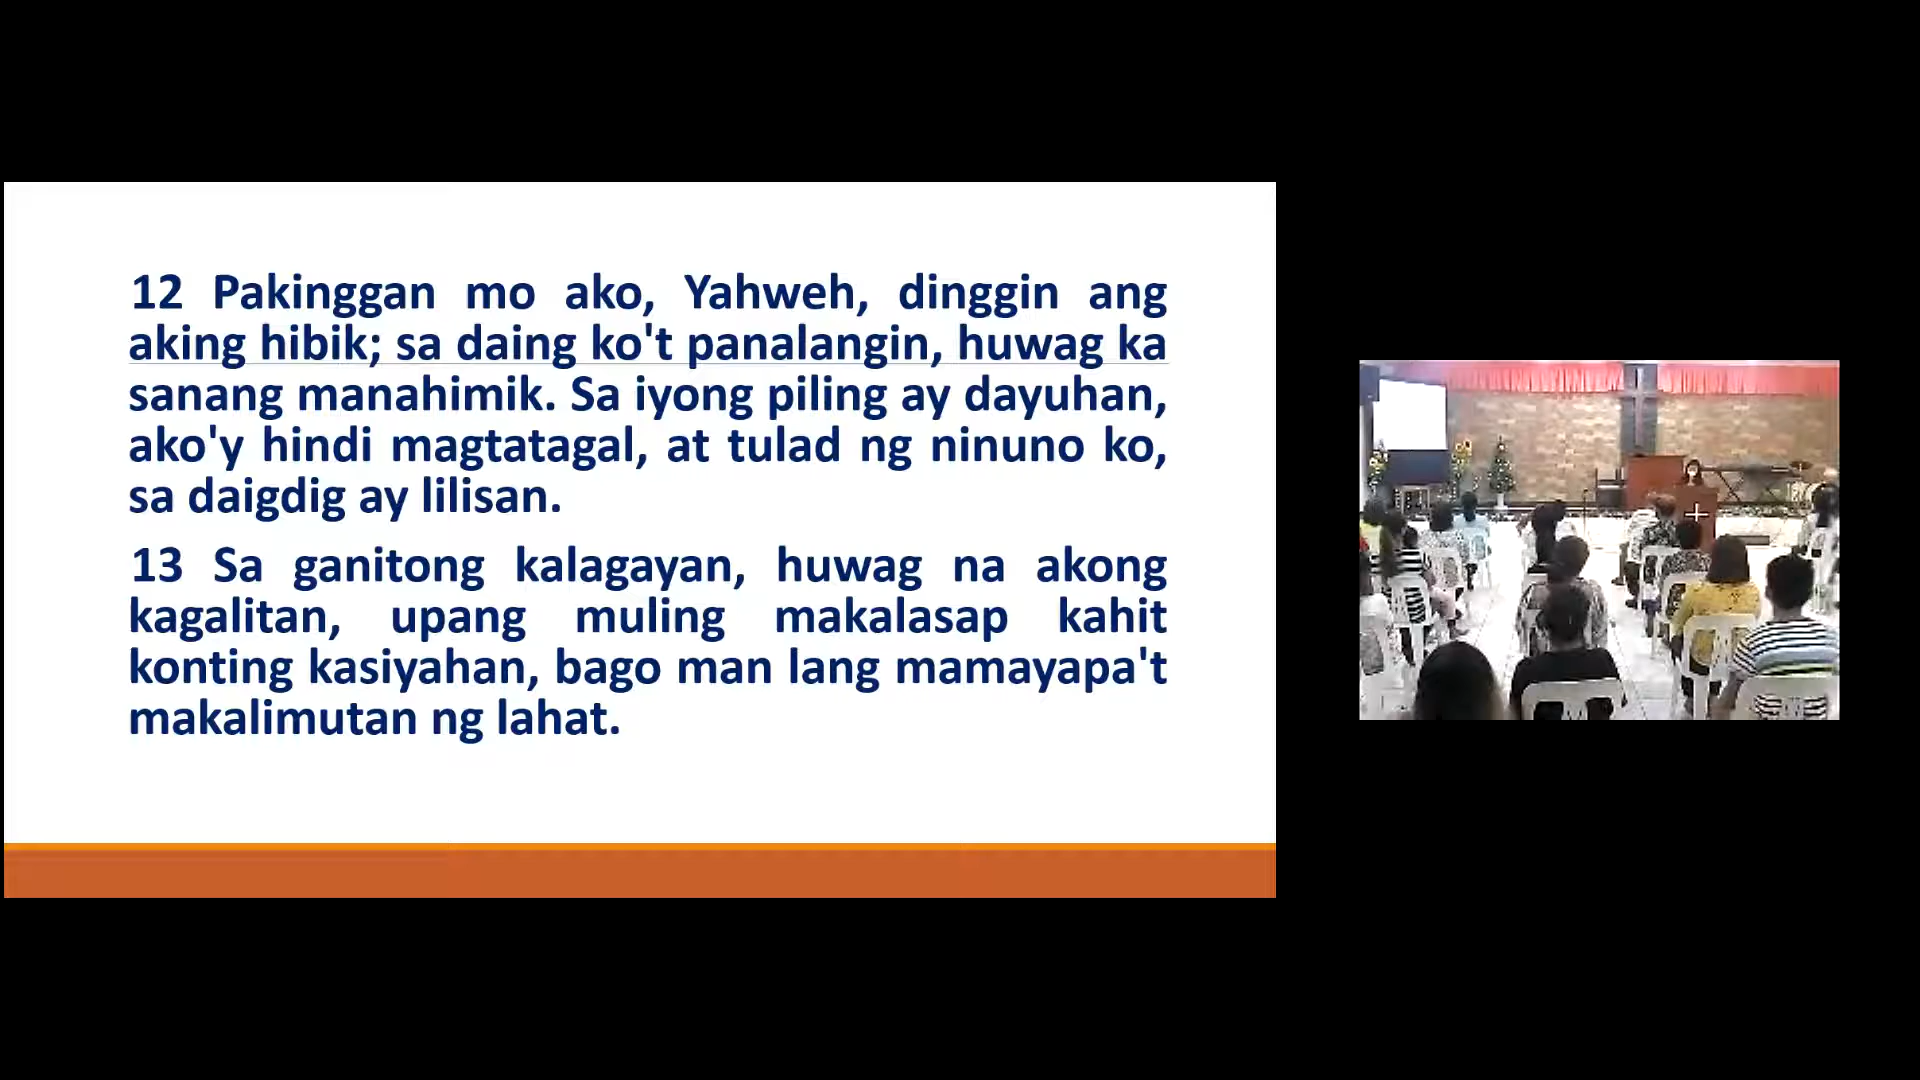 12 Pakinggan mo ako, Yahweh, dinggin ang
aking hibik; sa daing ko't panalangin, huwag ka
sanang manahimik. Sa iyong piling ay dayuhan,
ako'y hindi magtatagal, at tulad ng ninuno ko,
sa daigdig ay lilisan.
13 Sa ganitong kalagayan, huwag na akong
kagalitan, upang muling makalasap kahit
konting kasiyahan, bago man lang mamayapa't
makalimutan ng lahat.